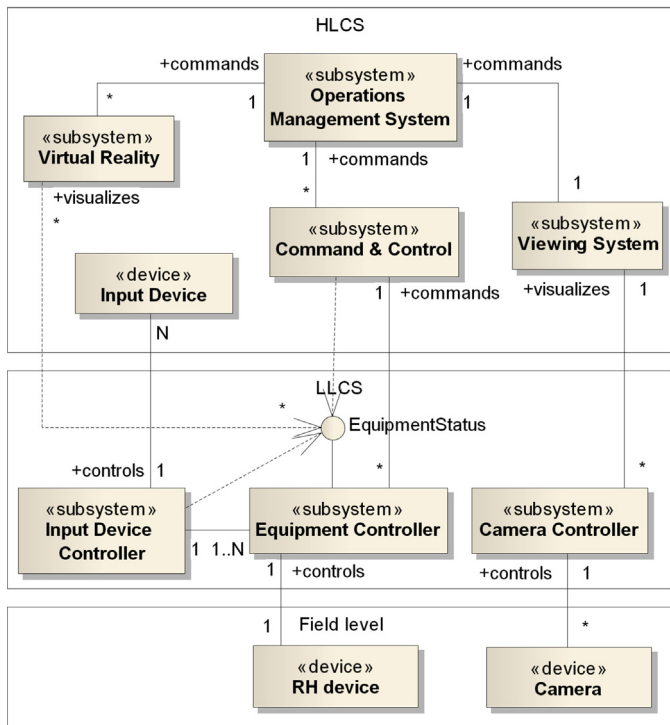 HLCS
+commands
+commands
«subsystem»
Operations
Management System
*
1
1
«subsystem»
Virtual Reality
1
+commands
+visualizes
*
*
1
«subsystem»
Command & Control
«subsystem»
Viewing System
«device»
Input Device
1
+commands
+visualizes
1
N
LLCS
*
EquipmentStatus
+controls
1
*
*
«subsystem»
Input Device
Controller
«subsystem»
Equipment Controller
«subsystem»
Camera Controller
1
1..N
1
+controls
+controls
1
1
Field level
*
«device»
RH device
«device»
Camera